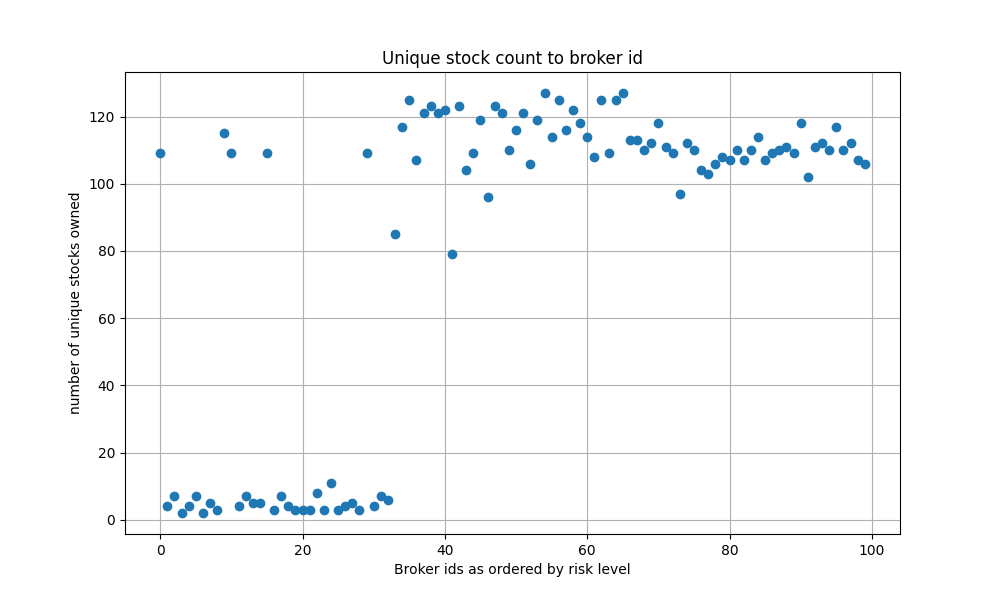 Unique stock count to broker id
number of unique stocks owned
120
100
80
60
40
20
0
0 20 40 60 80 100
Broker ids as ordered by risk level